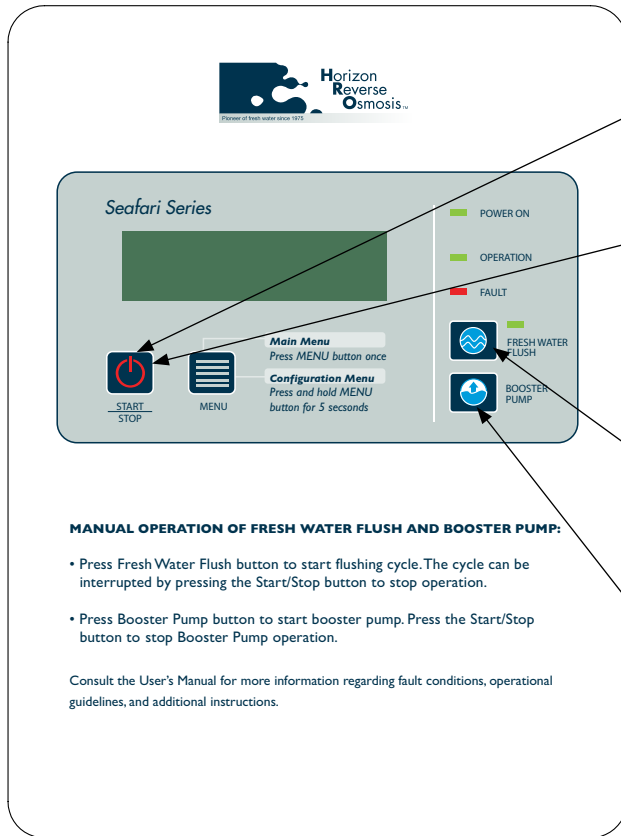 Horizon
Reverse
Osmosis™
Pioneer of fresh water since 1975
Seafari Series
POWER ON
OPERATION
FAULT
FRESH WATER
FLUSH
BOOSTER
PUMP
Main Menu
Press MENU button once
Configuration Menu
Press and hold MENU
button for 5 secsonds
START
STOP
MENU
MANUAL OPERATION OF FRESH WATER FLUSH AND BOOSTER PUMP:
• Press Fresh Water Flush button to start flushing cycle. The cycle can be
interrupted by pressing the Start/Stop button to stop operation.
• Press Booster Pump button to start booster pump. Press the Start/Stop
button to stop Booster Pump operation.
Consult the User's Manual for more information regarding fault conditions, operational
guidelines, and additional instructions.